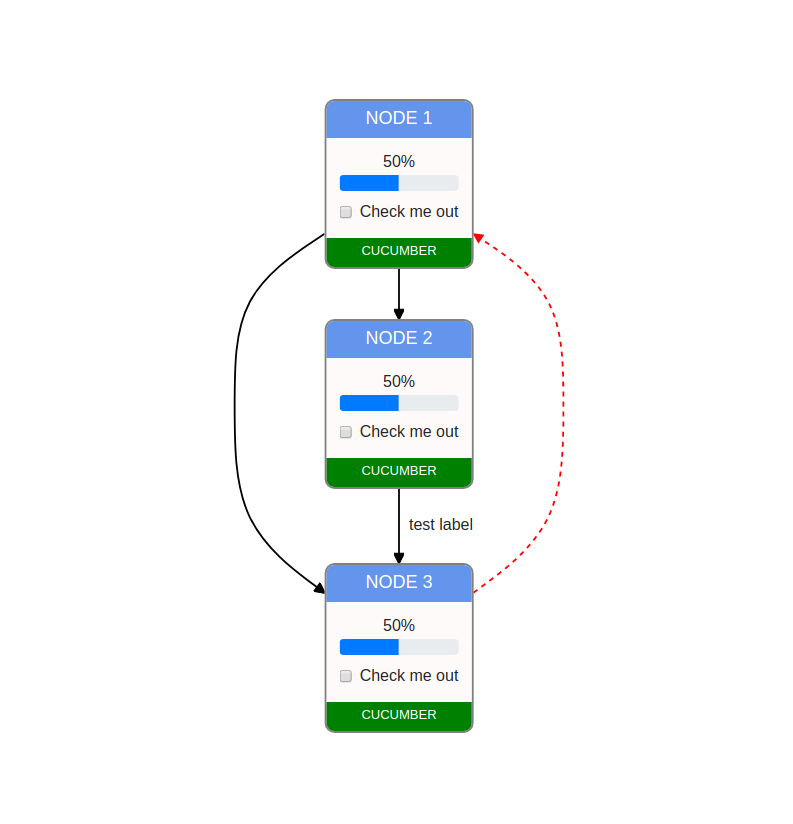 NODE 1
50%
Check me out
CUCUMBER
NODE 2
50%
Check me out
CUCUMBER
test label
NODE 3
50%
Check me out
CUCUMBER